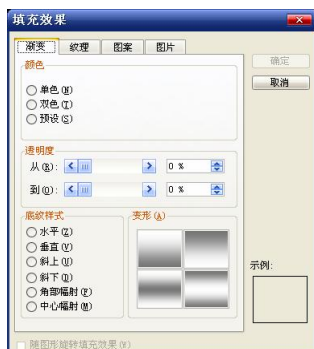 填充效果
渐变 纹理 图案 图片
确定
取消
颜色
单色(N)
双色(T)
预设(S)
透明度
从(R): 0 %
到(O): 0 %
底纹样式
水平(Z)
垂直(V)
斜上(U)
斜下(D)
角部辐射(F)
中心辐射(M)
变形(A)
示例:
随图形旋转填充效果(W)